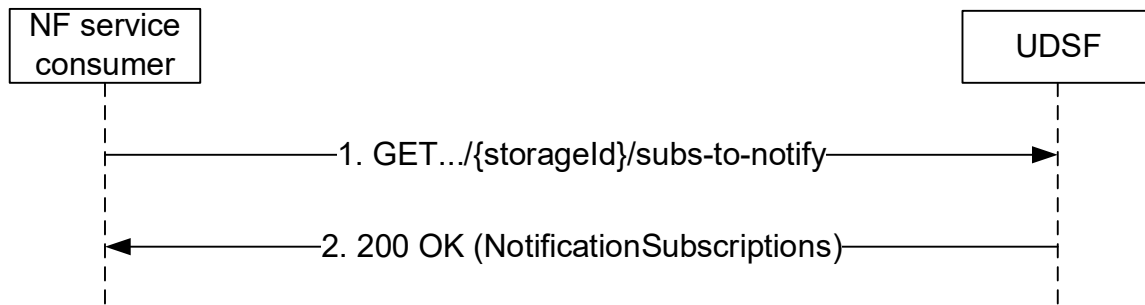 NF service
consumer
UDSF
1. GET.../{storageId}/subs-to-notify
2. 200 OK (NotificationSubscriptions)